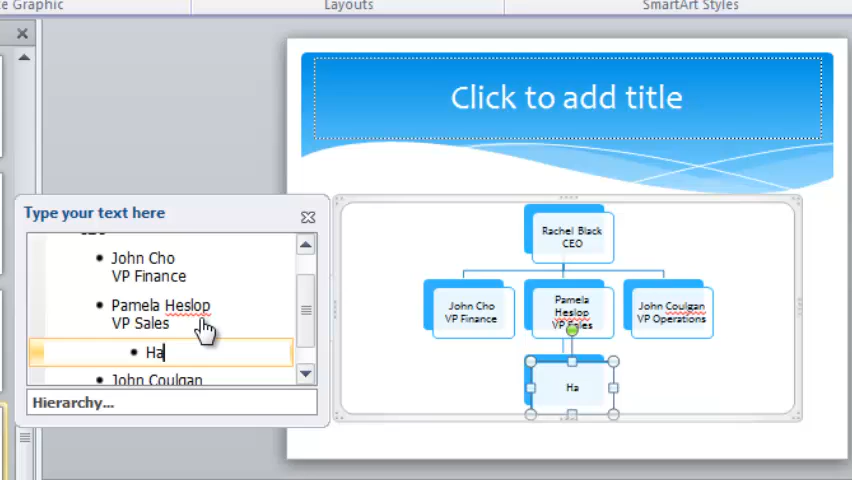 Layouts
SmartArt Styles
Click to add title
Type your text here
John Cho
VP Finance
Pamela Heslop
VP Sales
Ha
John Coulgan
Hierarchy...
Rachel Black
CEO
John Cho
VP Finance
Pamela
Heslop
VP Sales
John Coulgan
VP Operations
Ha